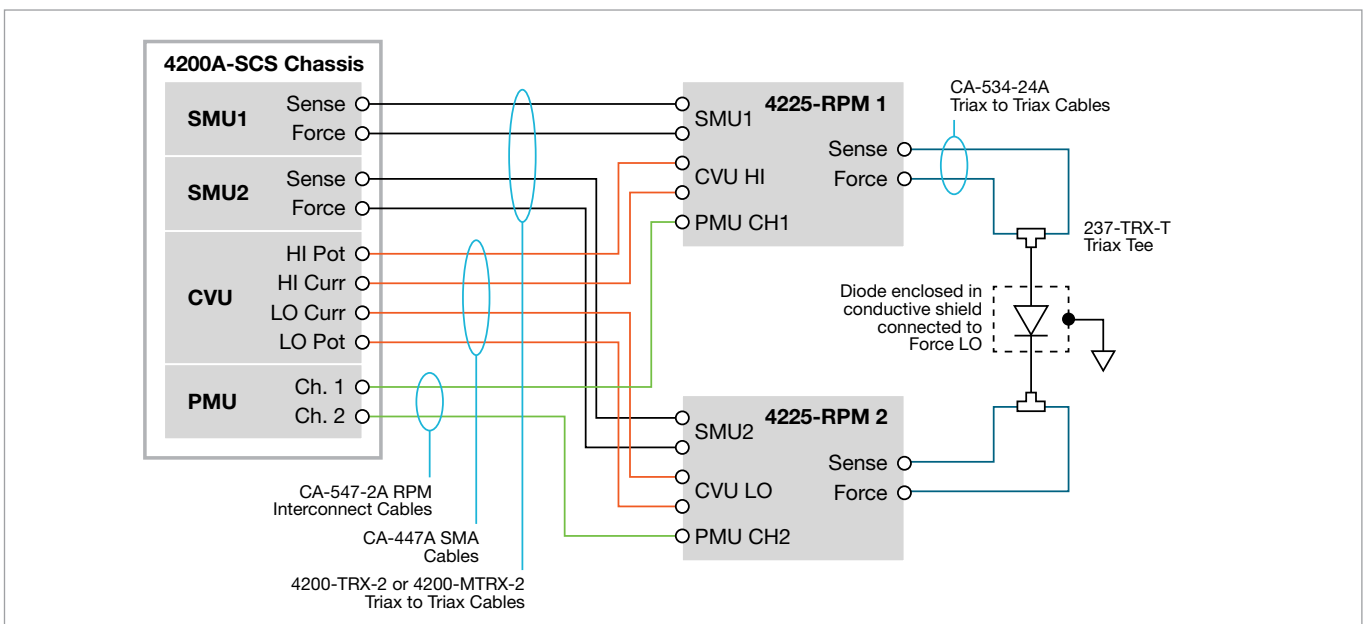 4200A-SCS Chassis
SMU1
Sense
Force
SMU2
Sense
Force
CVU
HI Pot
HI Curr
LO Curr
LO Pot
PMU
Ch. 1
Ch. 2
CA-547-2A RPM
Interconnect Cables
CA-447A SMA
Cables
4200-TRX-2 or 4200-MTRX-2
Triax to Triax Cables
4225-RPM 1
SMU1
CVU HI
PMU CH1
Sense
Force
CA-534-24A
Triax to Triax Cables
237-TRX-T
Triax Tee
Diode enclosed in
conductive shield
connected to
Force LO
4225-RPM 2
SMU2
CVU LO
PMU CH2
Sense
Force